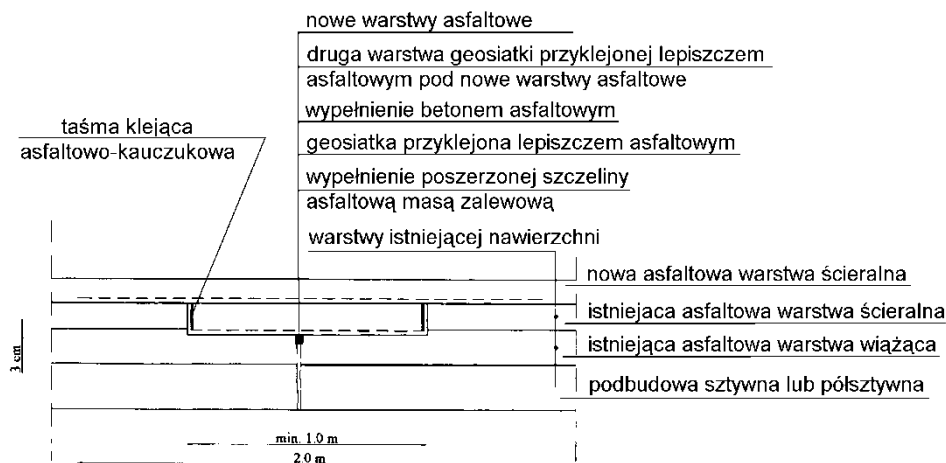 nowe warstwy asfaltowe
druga warstwa geosiatki przyklejonej lepiszczem
asfaltowym pod nowe warstwy asfaltowe
wypełnienie betonem asfaltowym
taśma klejąca
asfaltowo-kauczukowa
geosiatka przyklejona lepiszczem asfaltowym
wypełnienie poszerzonej szczeliny
asfaltową masą zalewową
warstwy istniejącej nawierzchni
nowa asfaltowa warstwa ścieralna
istniejaca asfaltowa warstwa ścieralna
istniejąca asfaltowa warstwa wiążąca
podbudowa sztywna lub półsztywna
3 cm
min. 1.0 m
2.0 m